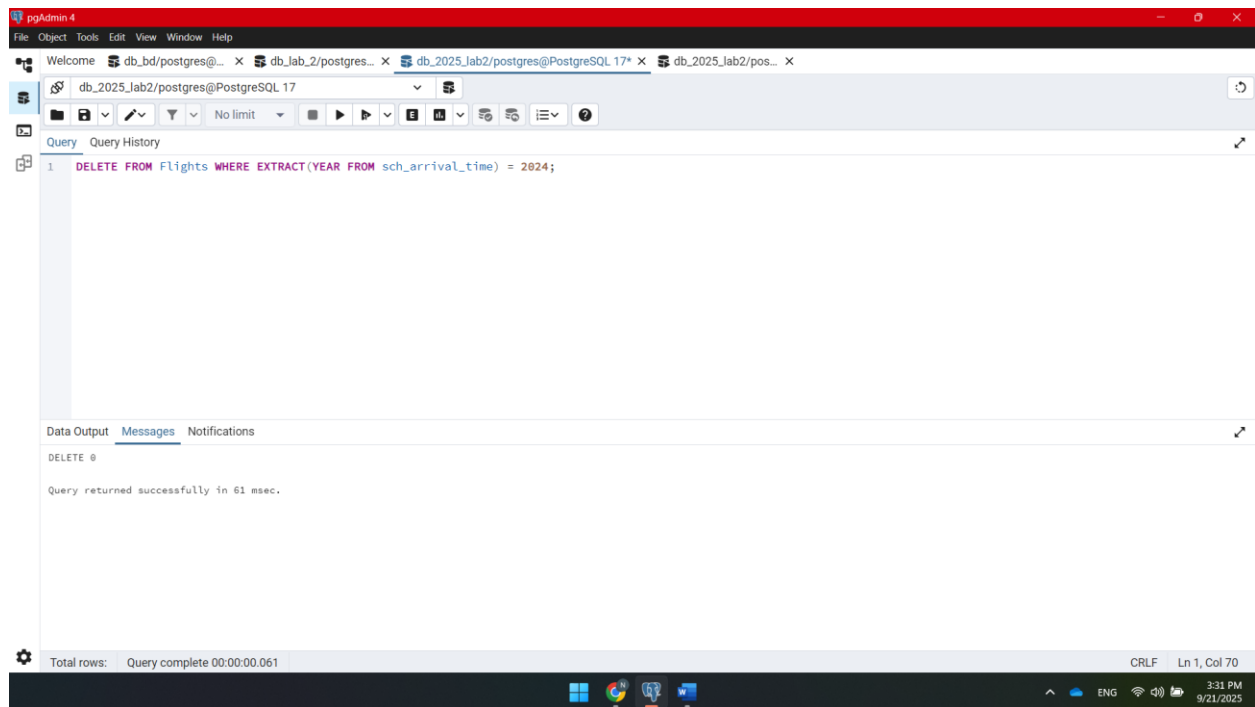 pgAdmin 4
File Object Tools Edit View Window Help
Welcome db_bd/postgres@... db_lab_2/postgres... db_2025_lab2/postgres@PostgreSQL 17* db_2025_lab2/pos...
db_2025_lab2/postgres@PostgreSQL 17
No limit
Query Query History
1 DELETE FROM Flights WHERE EXTRACT(YEAR FROM sch_arrival_time) = 2024;
Data Output Messages Notifications
DELETE 0
Query returned successfully in 61 msec.
Total rows: Query complete 00:00:00.061 CRLF Ln 1, Col 70
ENG 3:31 PM
9/21/2025